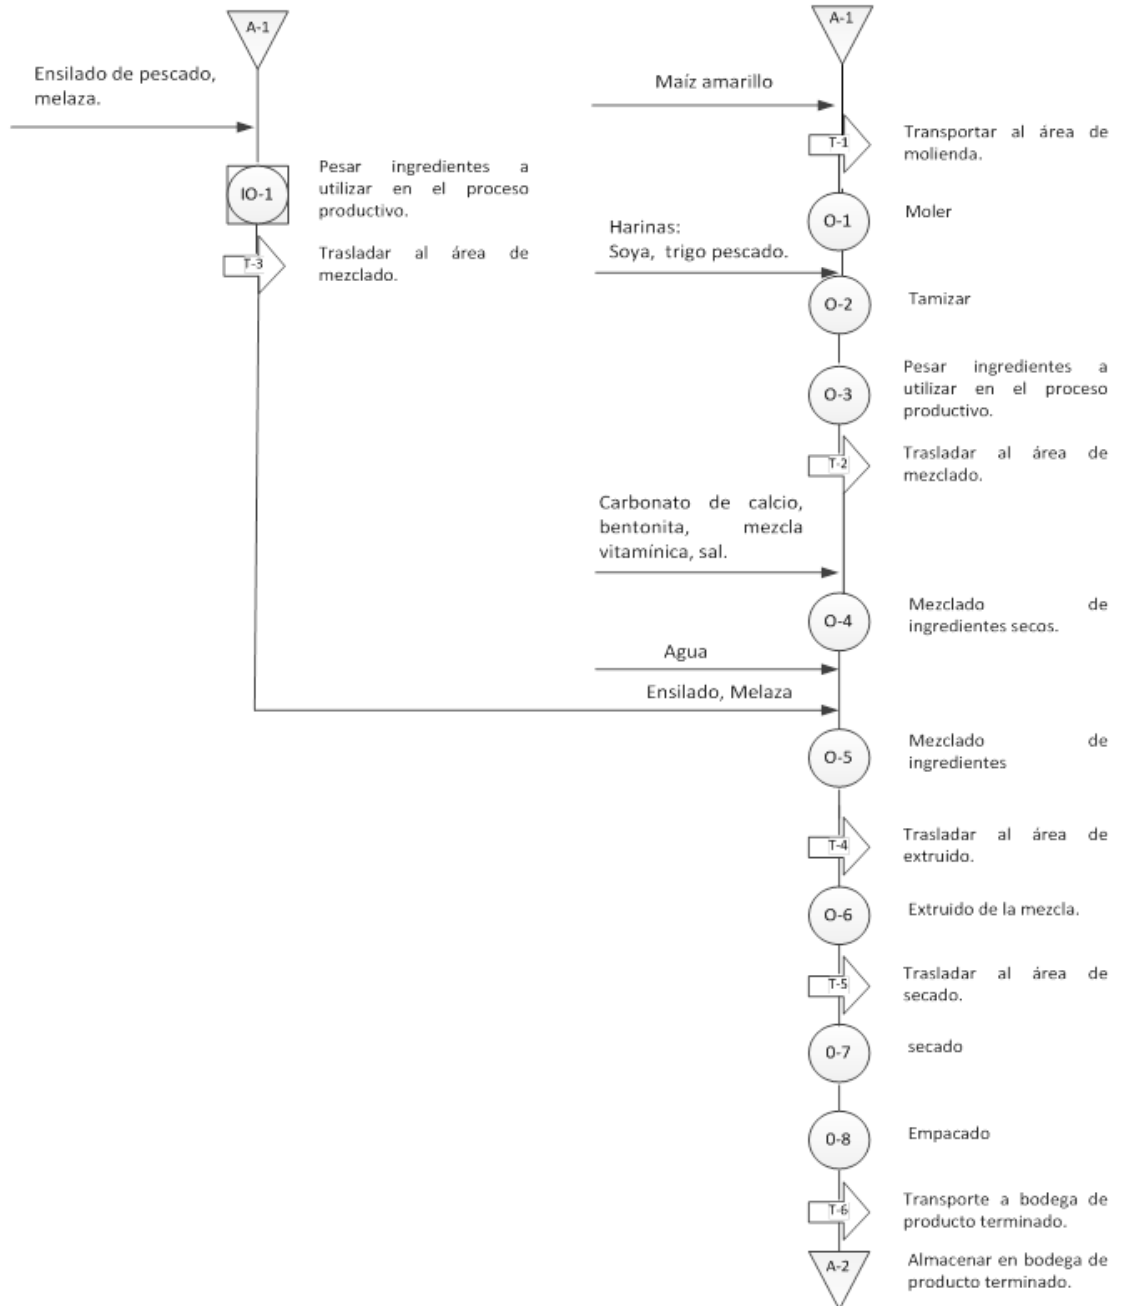 A-1
Ensilado de pescado,
melaza.
IO-1
Pesar ingredientes a
utilizar en el proceso
productivo.
T-3
Trasladar al área de
mezclado.
A-1
Maíz amarillo
T-1
Transportar al área de
molienda.
O-1
Moler
Harinas:
Soya, trigo pescado.
O-2
Tamizar
O-3
Pesar ingredientes a
utilizar en el proceso
productivo.
T-2
Trasladar al área de
mezclado.
Carbonato de calcio,
bentonita, mezcla
vitamínica, sal.
O-4
Mezclado de
ingredientes secos.
Agua
Ensilado, Melaza
O-5
Mezclado de
ingredientes
T-4
Trasladar al área de
extruido.
O-6
Extruido de la mezcla.
T-5
Trasladar al área de
secado.
0-7
secado
0-8
Empacado
T-6
Transporte a bodega de
producto terminado.
A-2
Almacenar en bodega de
producto terminado.